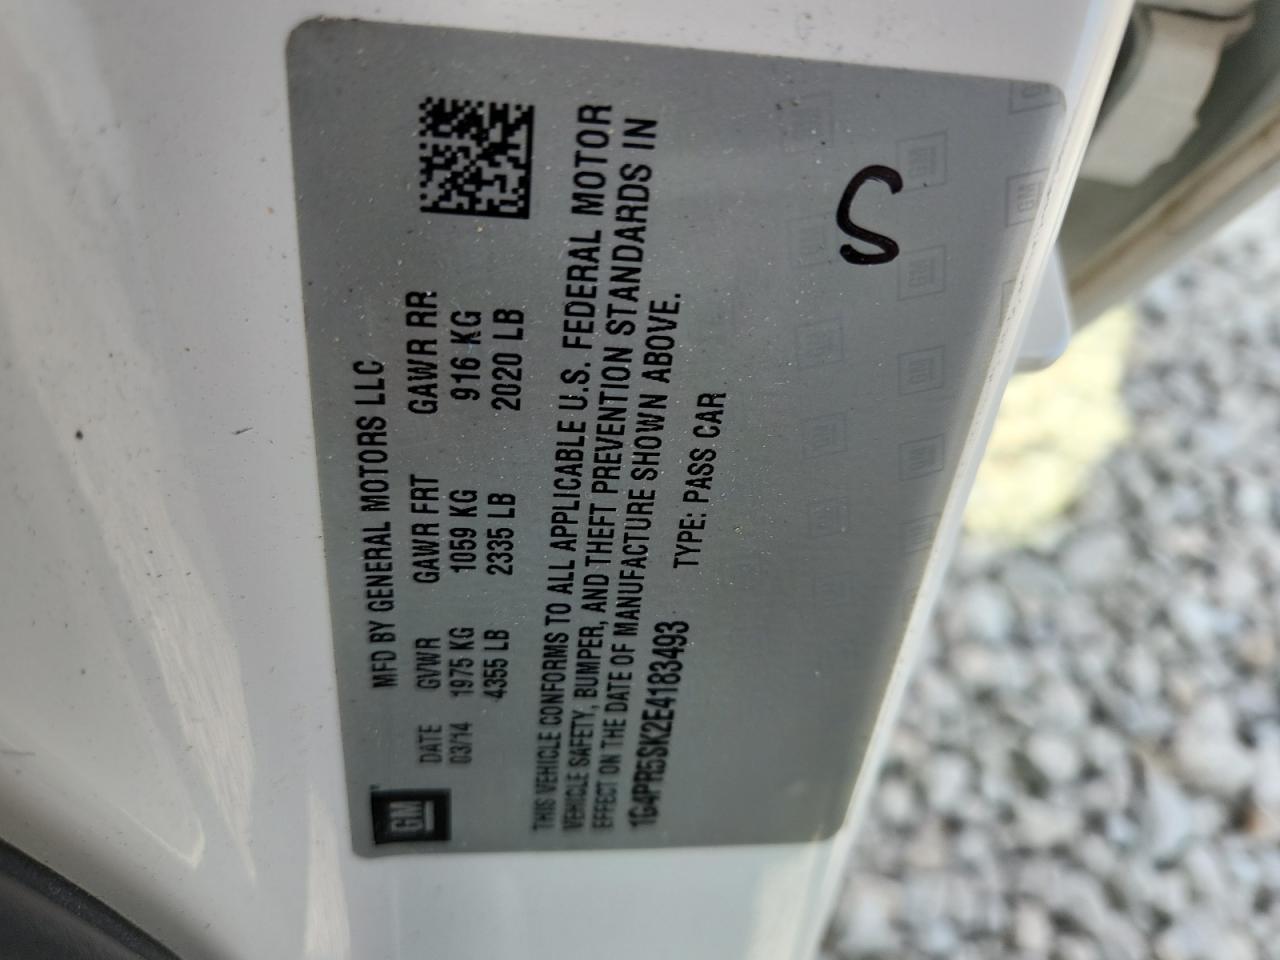 GM
MFD BY GENERAL MOTORS LLC
DATE GVWR GAWR FRT GAWR RR
03/14 1975 KG 1059 KG 916 KG
4355 LB 2335 LB 2020 LB
THIS VEHICLE CONFORMS TO ALL APPLICABLE U.S. FEDERAL MOTOR
VEHICLE SAFETY, BUMPER, AND THEFT PREVENTION STANDARDS IN
EFFECT ON THE DATE OF MANUFACTURE SHOWN ABOVE.
1G4PR5SK2E4183493 TYPE: PASS CAR
S